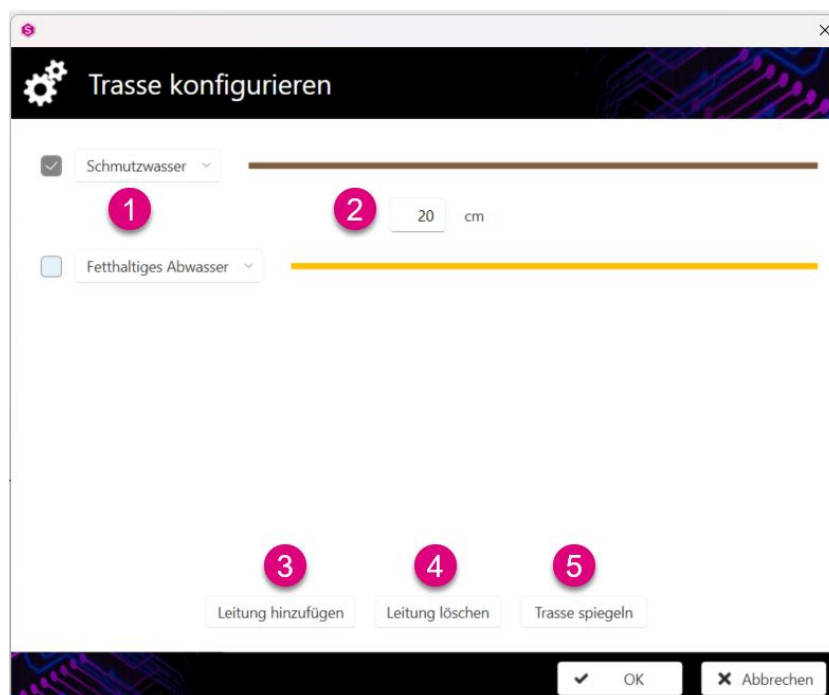 S
Trasse konfigurieren
Schmutzwasser
1
2
20 cm
Fetthaltiges Abwasser
3 4 5
Leitung hinzufügen Leitung löschen Trasse spiegeln
OK Abbrechen